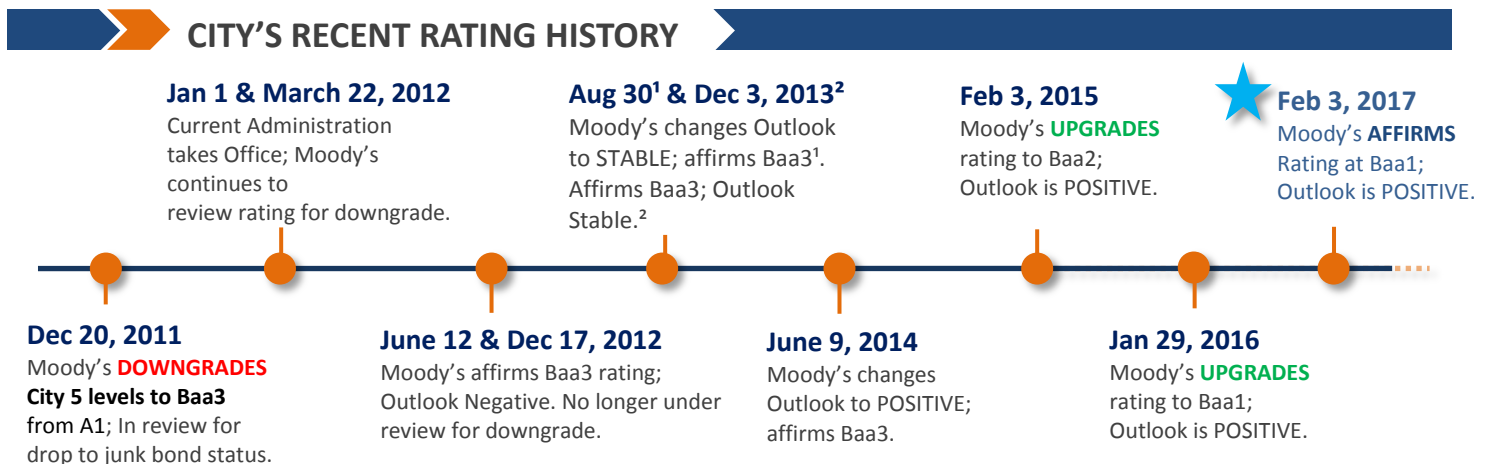 CITY'S RECENT RATING HISTORY
Jan 1 & March 22, 2012
Current Administration
takes Office; Moody's
continues to
review rating for downgrade.
Aug 30¹ & Dec 3, 2013²
Moody's changes Outlook
to STABLE; affirms Baa3¹.
Affirms Baa3; Outlook
Stable.²
Feb 3, 2015
Moody's UPGRADES
rating to Baa2;
Outlook is POSITIVE.
Feb 3, 2017
Moody's AFFIRMS
Rating at Baa1;
Outlook is POSITIVE.
Dec 20, 2011
Moody's DOWNGRADES
City 5 levels to Baa3
from A1; In review for
drop to junk bond status.
June 12 & Dec 17, 2012
Moody's affirms Baa3 rating;
Outlook Negative. No longer under
review for downgrade.
June 9, 2014
Moody's changes
Outlook to POSITIVE;
affirms Baa3.
Jan 29, 2016
Moody's UPGRADES
rating to Baa1;
Outlook is POSITIVE.